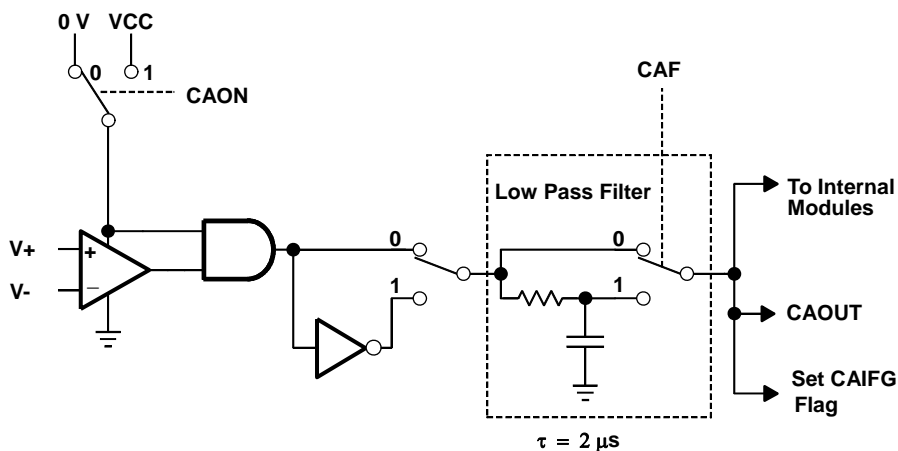 0 V VCC
0 1
CAON
CAF
Low Pass Filter
V+
V-
+
−
0
1
0
1
To Internal
Modules
CAOUT
Set CAIFG
Flag
τ = 2 μs